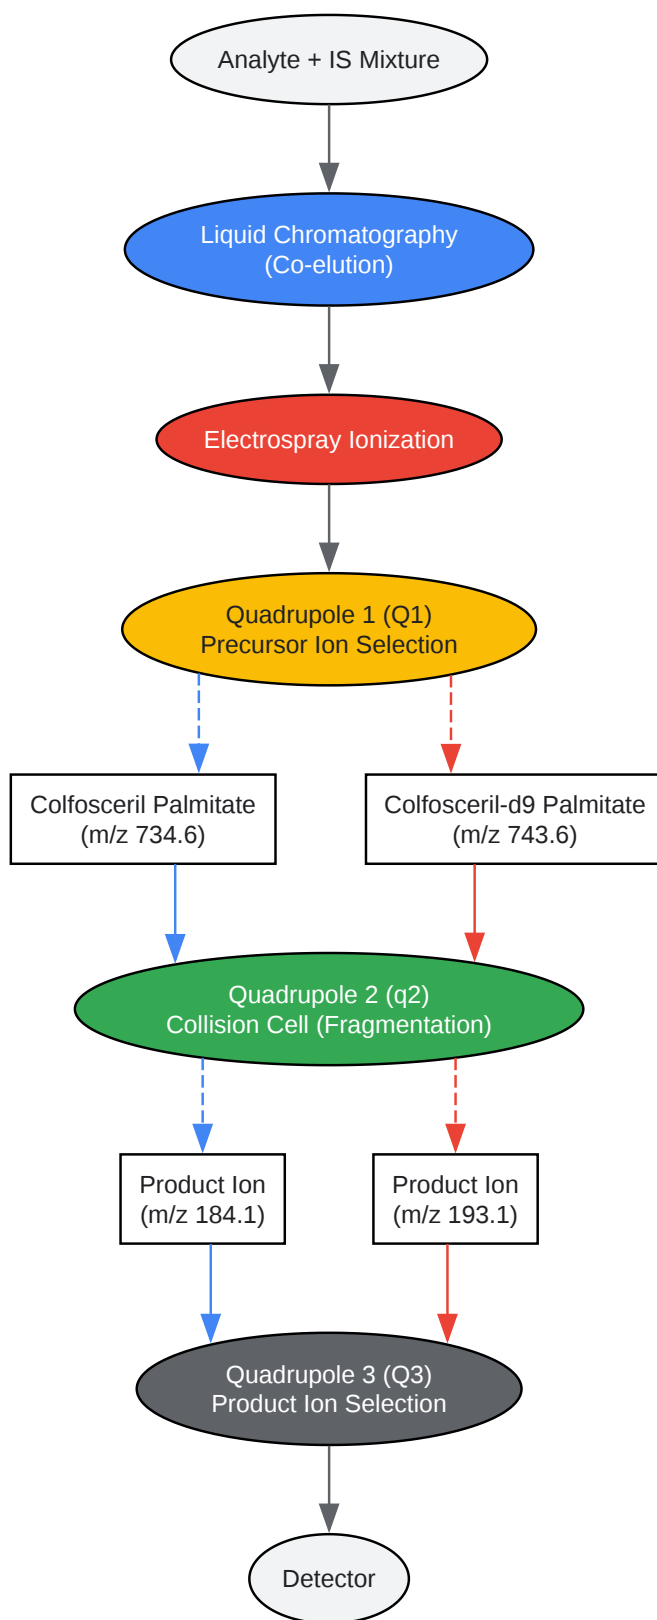 Analyte + IS Mixture
Liquid Chromatography
(Co-elution)
Electrospray Ionization
Quadrupole 1 (Q1)
Precursor Ion Selection
Colfosceril Palmitate
(m/z 734.6)
Colfosceril-d9 Palmitate
(m/z 743.6)
Quadrupole 2 (q2)
Collision Cell (Fragmentation)
Product Ion
(m/z 184.1)
Product Ion
(m/z 193.1)
Quadrupole 3 (Q3)
Product Ion Selection
Detector